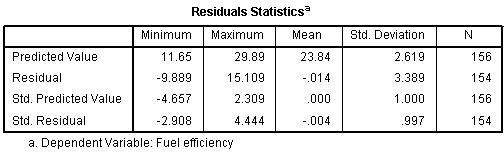 Residuals Statisticsa
Minimum Maximum Mean Std. Deviation N
Predicted Value 11.65 29.89 23.84 2.619 156
Residual -9.889 15.109 -.014 3.389 154
Std. Predicted Value -4.657 2.309 .000 1.000 156
Std. Residual -2.908 4.444 -.004 .997 154
a. Dependent Variable: Fuel efficiency